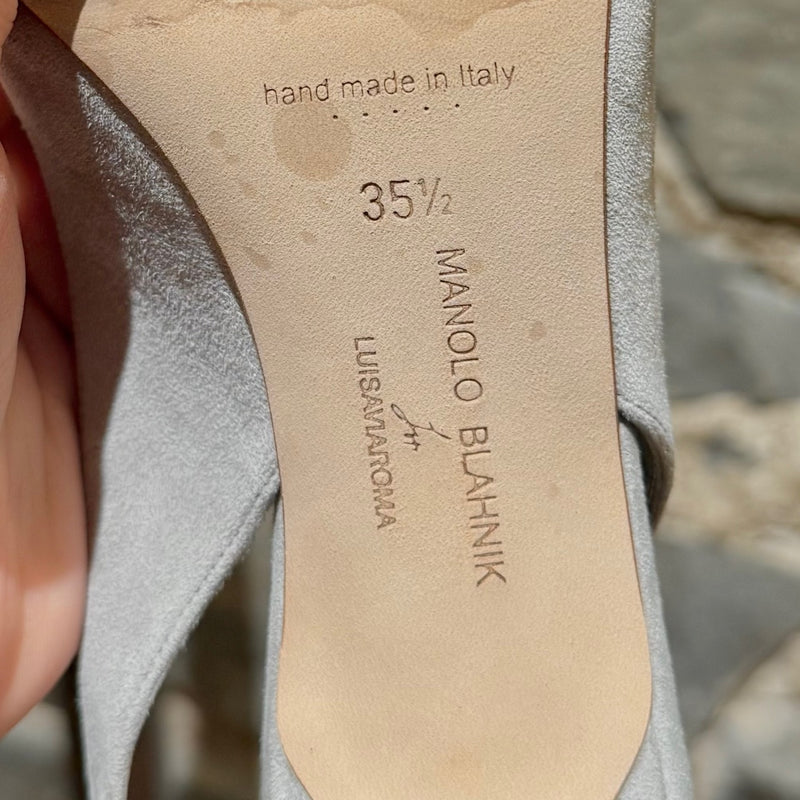 hand made in Italy
35½
MANOLO BLAHNIK
for
LUISAVIAROMA